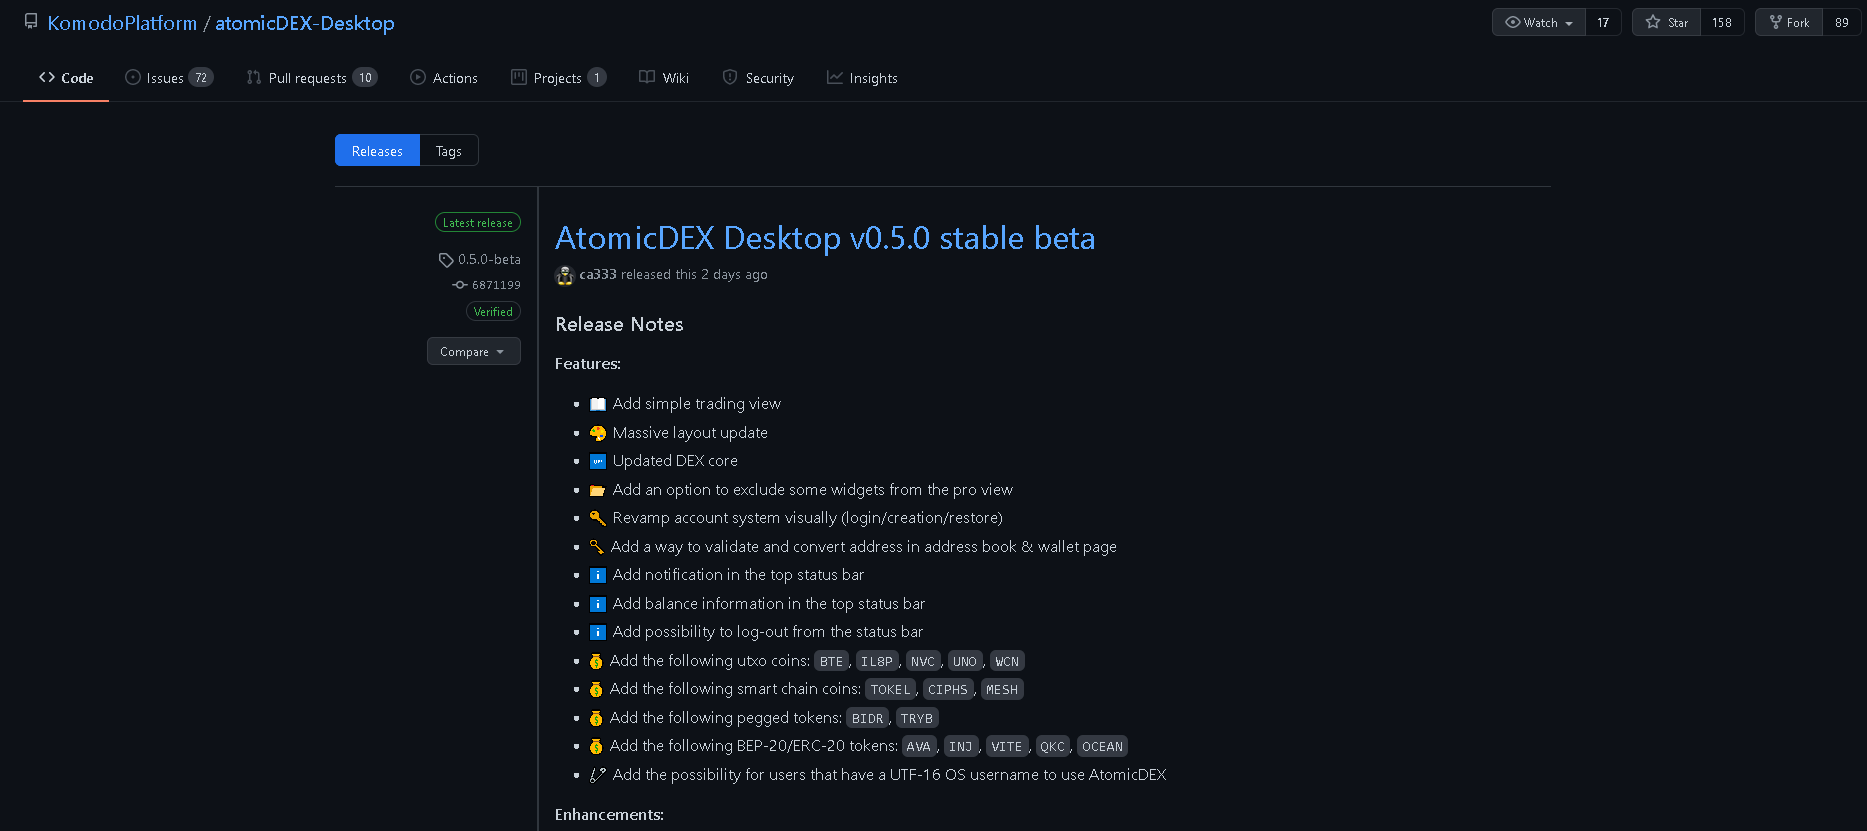 KomodoPlatform / atomicDEX-Desktop
Watch 17 Star 158 Fork 89
Code Issues 72 Pull requests 10 Actions Projects 1 Wiki Security Insights
Releases Tags
Latest release
0.5.0-beta
6871199
Verified
Compare
AtomicDEX Desktop v0.5.0 stable beta
ca333 released this 2 days ago
Release Notes
Features:
Add simple trading view
Massive layout update
Updated DEX core
Add an option to exclude some widgets from the pro view
Revamp account system visually (login/creation/restore)
Add a way to validate and convert address in address book & wallet page
Add notification in the top status bar
Add balance information in the top status bar
Add possibility to log-out from the status bar
Add the following utxo coins: BTE, IL8P, NVC, UNO, WCN
Add the following smart chain coins: TOKEL, CIPHS, MESH
Add the following pegged tokens: BIDR, TRYB
Add the following BEP-20/ERC-20 tokens: AVA, INJ, VITE, QKC, OCEAN
Add the possibility for users that have a UTF-16 OS username to use AtomicDEX
Enhancements: